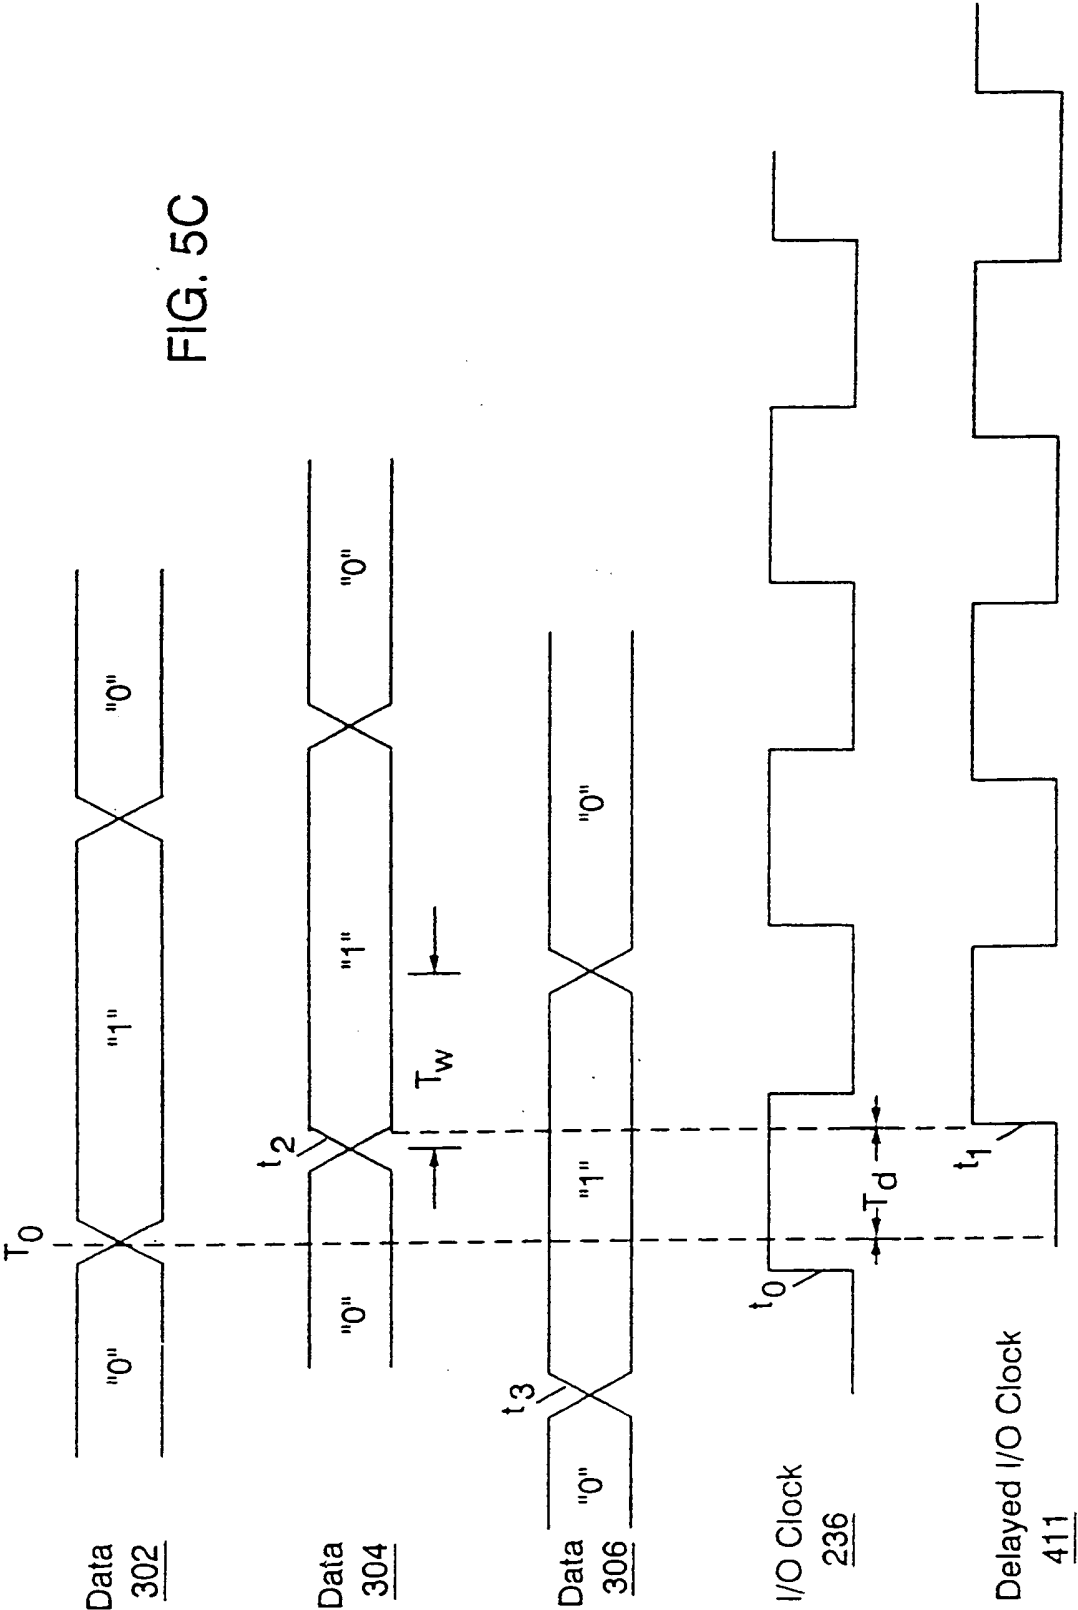 FIG. 5C
T0
Data
302
"0"
"1"
"0"
t2
Data
304
"0"
"1"
"0"
Tw
t3
Data
306
"0"
"1"
"0"
I/O Clock
236
t0
Td
Delayed I/O Clock
411
t1